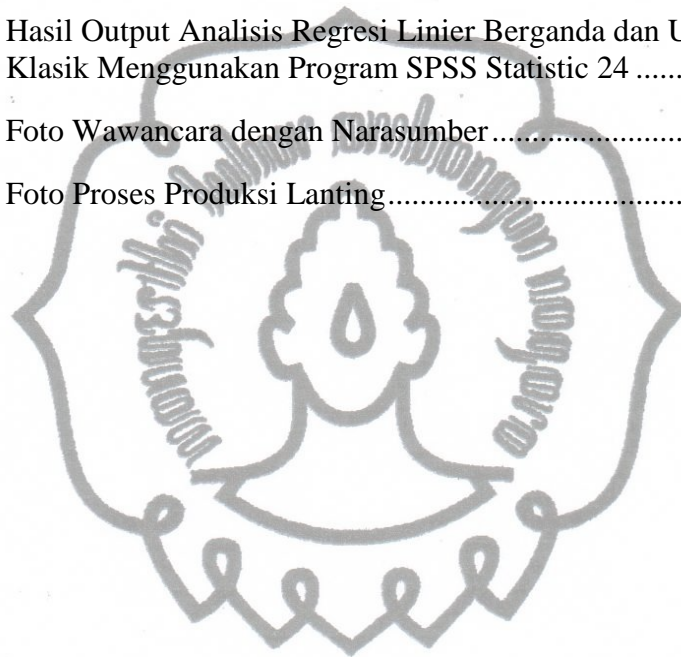 Hasil Output Analisis Regresi Linier Berganda dan U
Klasik Menggunakan Program SPSS Statistic 24 .......
Foto Wawancara dengan Narasumber......................
Foto Proses Produksi Lanting..................................